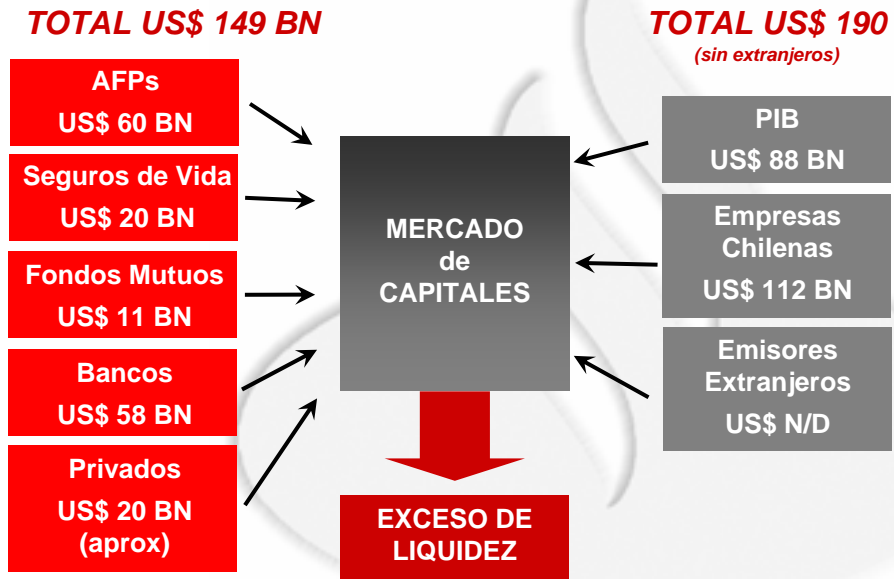 TOTAL US$ 149 BN
AFPs
US$ 60 BN
Seguros de Vida
US$ 20 BN
Fondos Mutuos
US$ 11 BN
Bancos
US$ 58 BN
Privados
US$ 20 BN
(aprox)
MERCADO
de
CAPITALES
EXCESO DE
LIQUIDEZ
TOTAL US$ 190
(sin extranjeros)
PIB
US$ 88 BN
Empresas
Chilenas
US$ 112 BN
Emisores
Extranjeros
US$ N/D